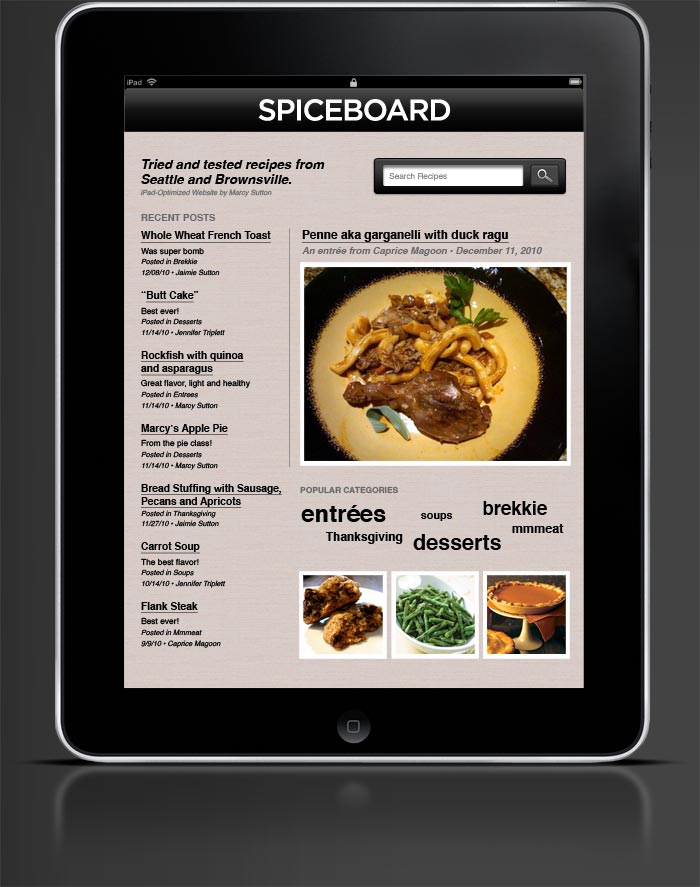 iPad
SPICEBOARD
Tried and tested recipes from
Seattle and Brownsville.
iPad-Optimized Website by Marcy Sutton
Search Recipes
RECENT POSTS
Whole Wheat French Toast
Was super bomb
Posted in Brekkie
12/08/10 • Jaimie Sutton
“Butt Cake”
Best ever!
Posted in Desserts
11/14/10 • Jennifer Triplett
Rockfish with quinoa
and asparagus
Great flavor, light and healthy
Posted in Entrees
11/14/10 • Marcy Sutton
Marcy's Apple Pie
From the pie class!
Posted in Desserts
11/14/10 • Marcy Sutton
Bread Stuffing with Sausage,
Pecans and Apricots
Posted in Thanksgiving
11/27/10 • Jaimie Sutton
Carrot Soup
The best flavor!
Posted in Soups
10/14/10 • Jennifer Triplett
Flank Steak
Best ever!
Posted in Mmmeat
9/9/10 • Caprice Magoon
Penne aka garganelli with duck ragu
An entrée from Caprice Magoon • December 11, 2010
POPULAR CATEGORIES
entrées soups brekkie
Thanksgiving desserts mmmeat